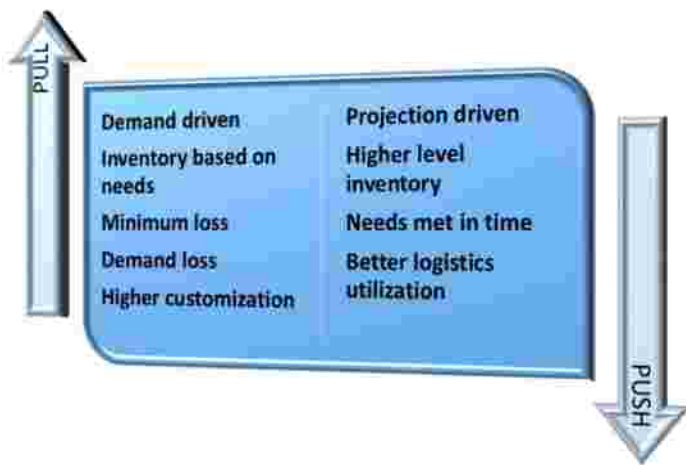 PULL
Demand driven
Inventory based on
needs
Minimum loss
Demand loss
Higher customization
Projection driven
Higher level
inventory
Needs met in time
Better logistics
utilization
PUSH